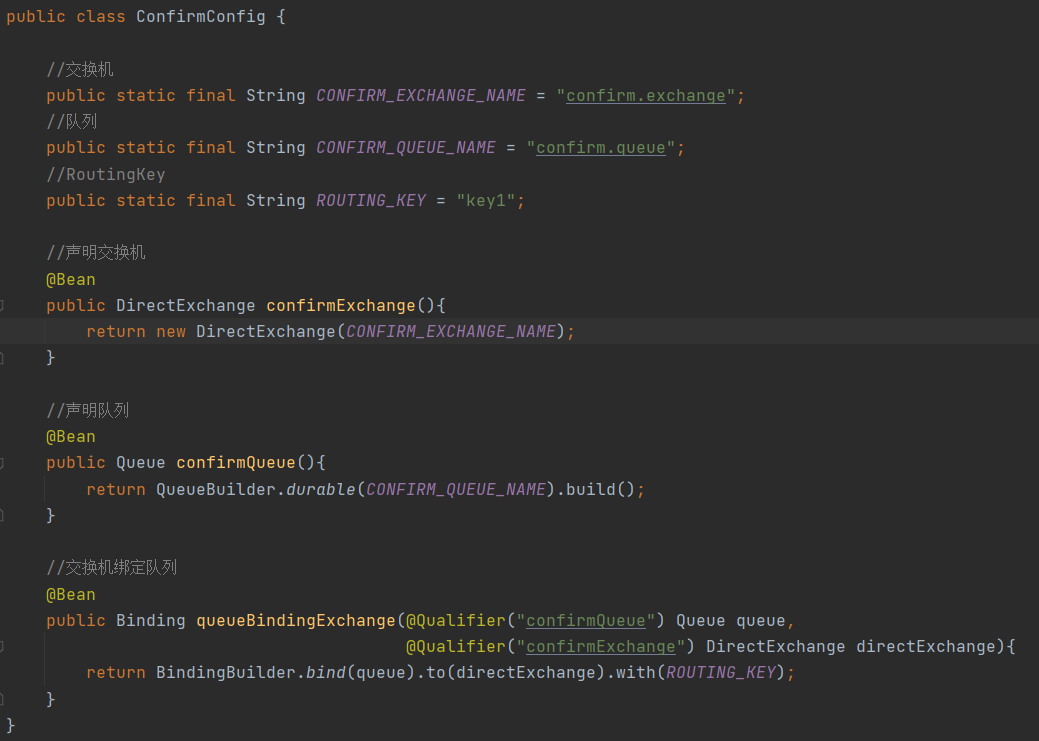 public class ConfirmConfig {
//交换机
public static final String CONFIRM_EXCHANGE_NAME = "confirm.exchange";
//队列
public static final String CONFIRM_QUEUE_NAME = "confirm.queue";
//RoutingKey
public static final String ROUTING_KEY = "key1";
//声明交换机
@Bean
public DirectExchange confirmExchange(){
return new DirectExchange(CONFIRM_EXCHANGE_NAME);
}
//声明队列
@Bean
public Queue confirmQueue(){
return QueueBuilder.durable(CONFIRM_QUEUE_NAME).build();
}
//交换机绑定队列
@Bean
public Binding queueBindingExchange(@Qualifier("confirmQueue") Queue queue,
@Qualifier("confirmExchange") DirectExchange directExchange){
return BindingBuilder.bind(queue).to(directExchange).with(ROUTING_KEY);
}
}